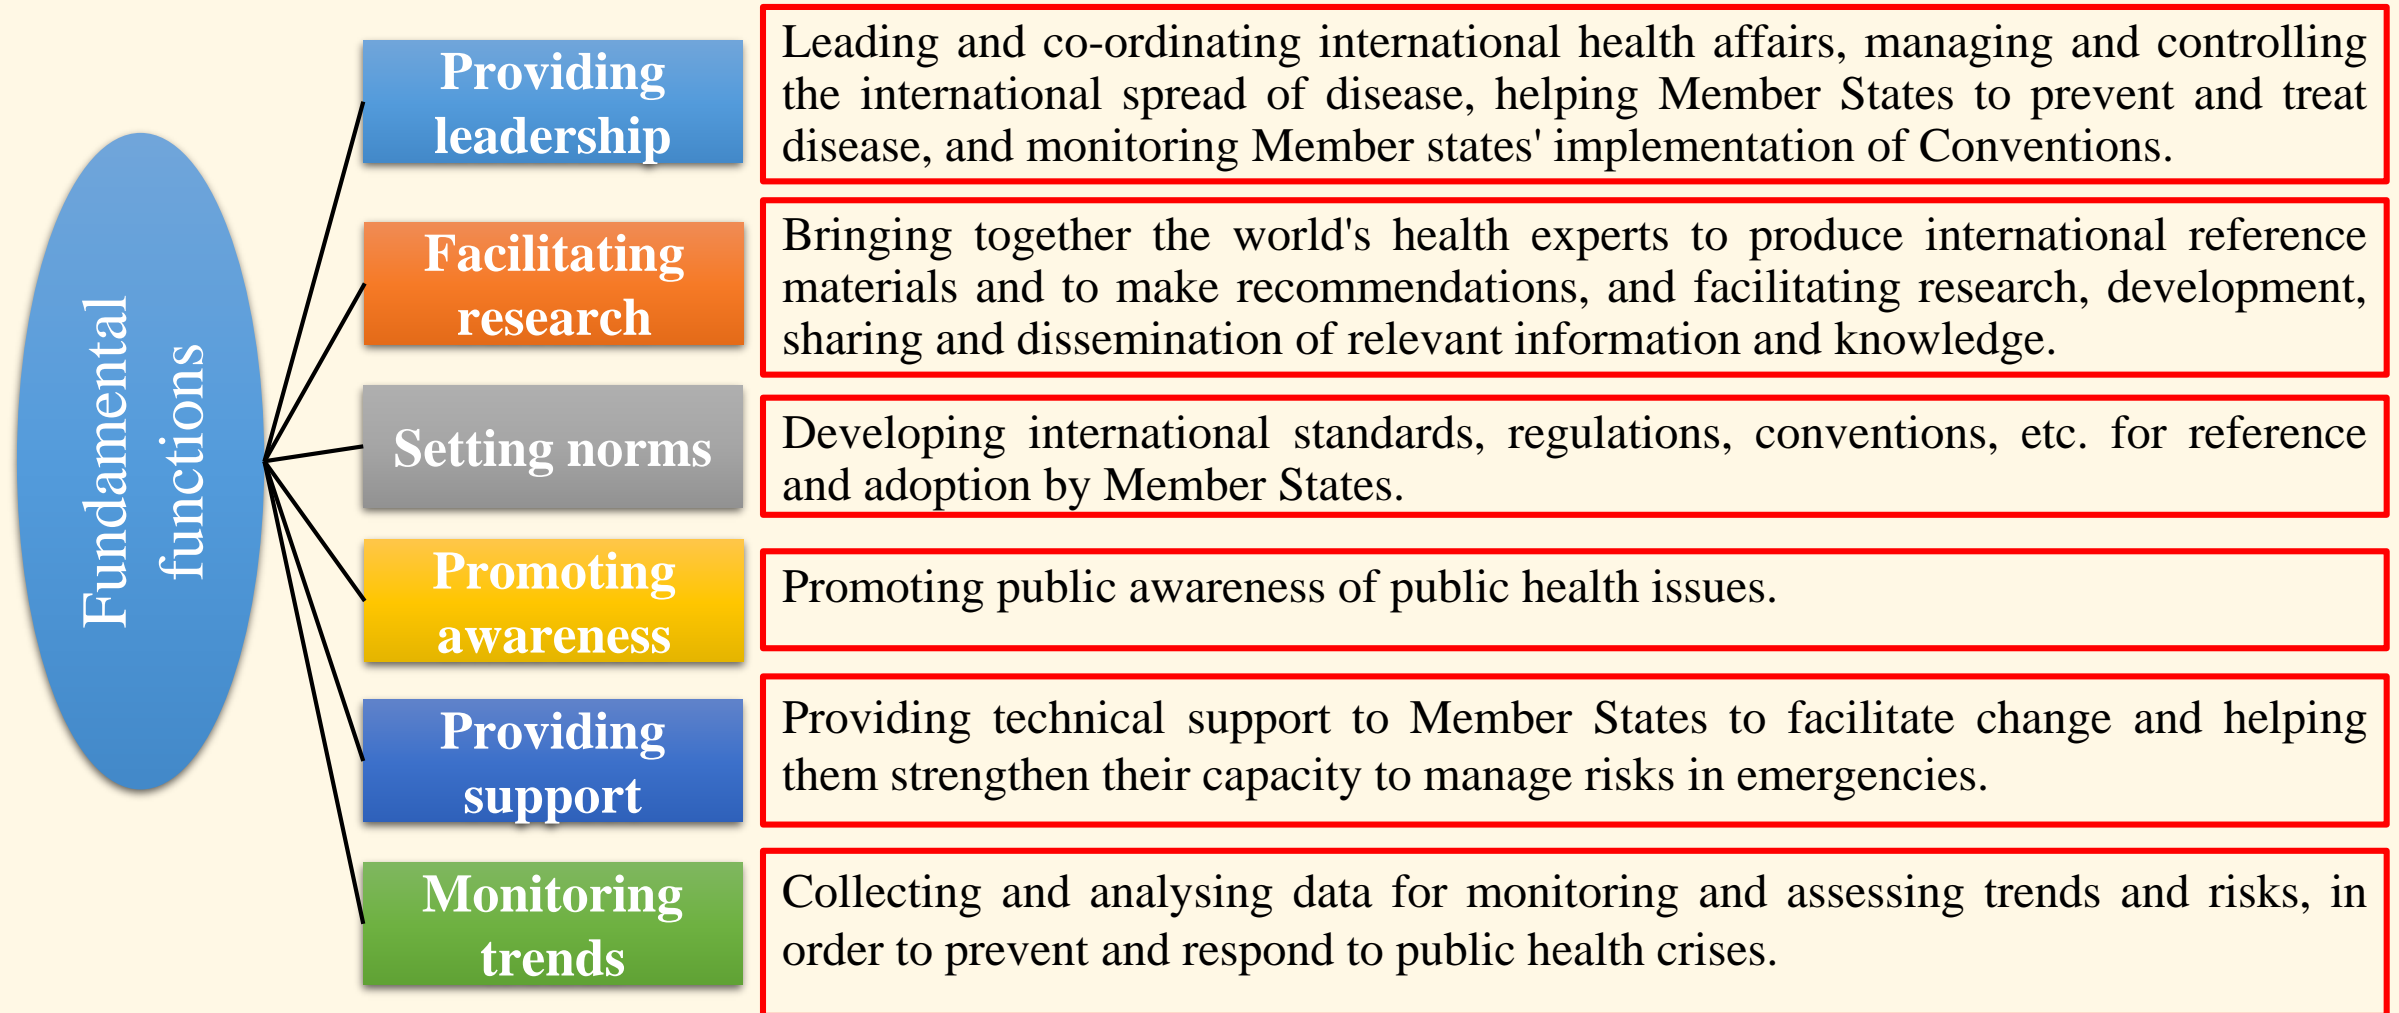 Fundamental
functions
Providing
leadership
Leading and co-ordinating international health affairs, managing and controlling
the international spread of disease, helping Member States to prevent and treat
disease, and monitoring Member states' implementation of Conventions.
Facilitating
research
Bringing together the world's health experts to produce international reference
materials and to make recommendations, and facilitating research, development,
sharing and dissemination of relevant information and knowledge.
Setting norms
Developing international standards, regulations, conventions, etc. for reference
and adoption by Member States.
Promoting
awareness
Promoting public awareness of public health issues.
Providing
support
Providing technical support to Member States to facilitate change and helping
them strengthen their capacity to manage risks in emergencies.
Monitoring
trends
Collecting and analysing data for monitoring and assessing trends and risks, in
order to prevent and respond to public health crises.